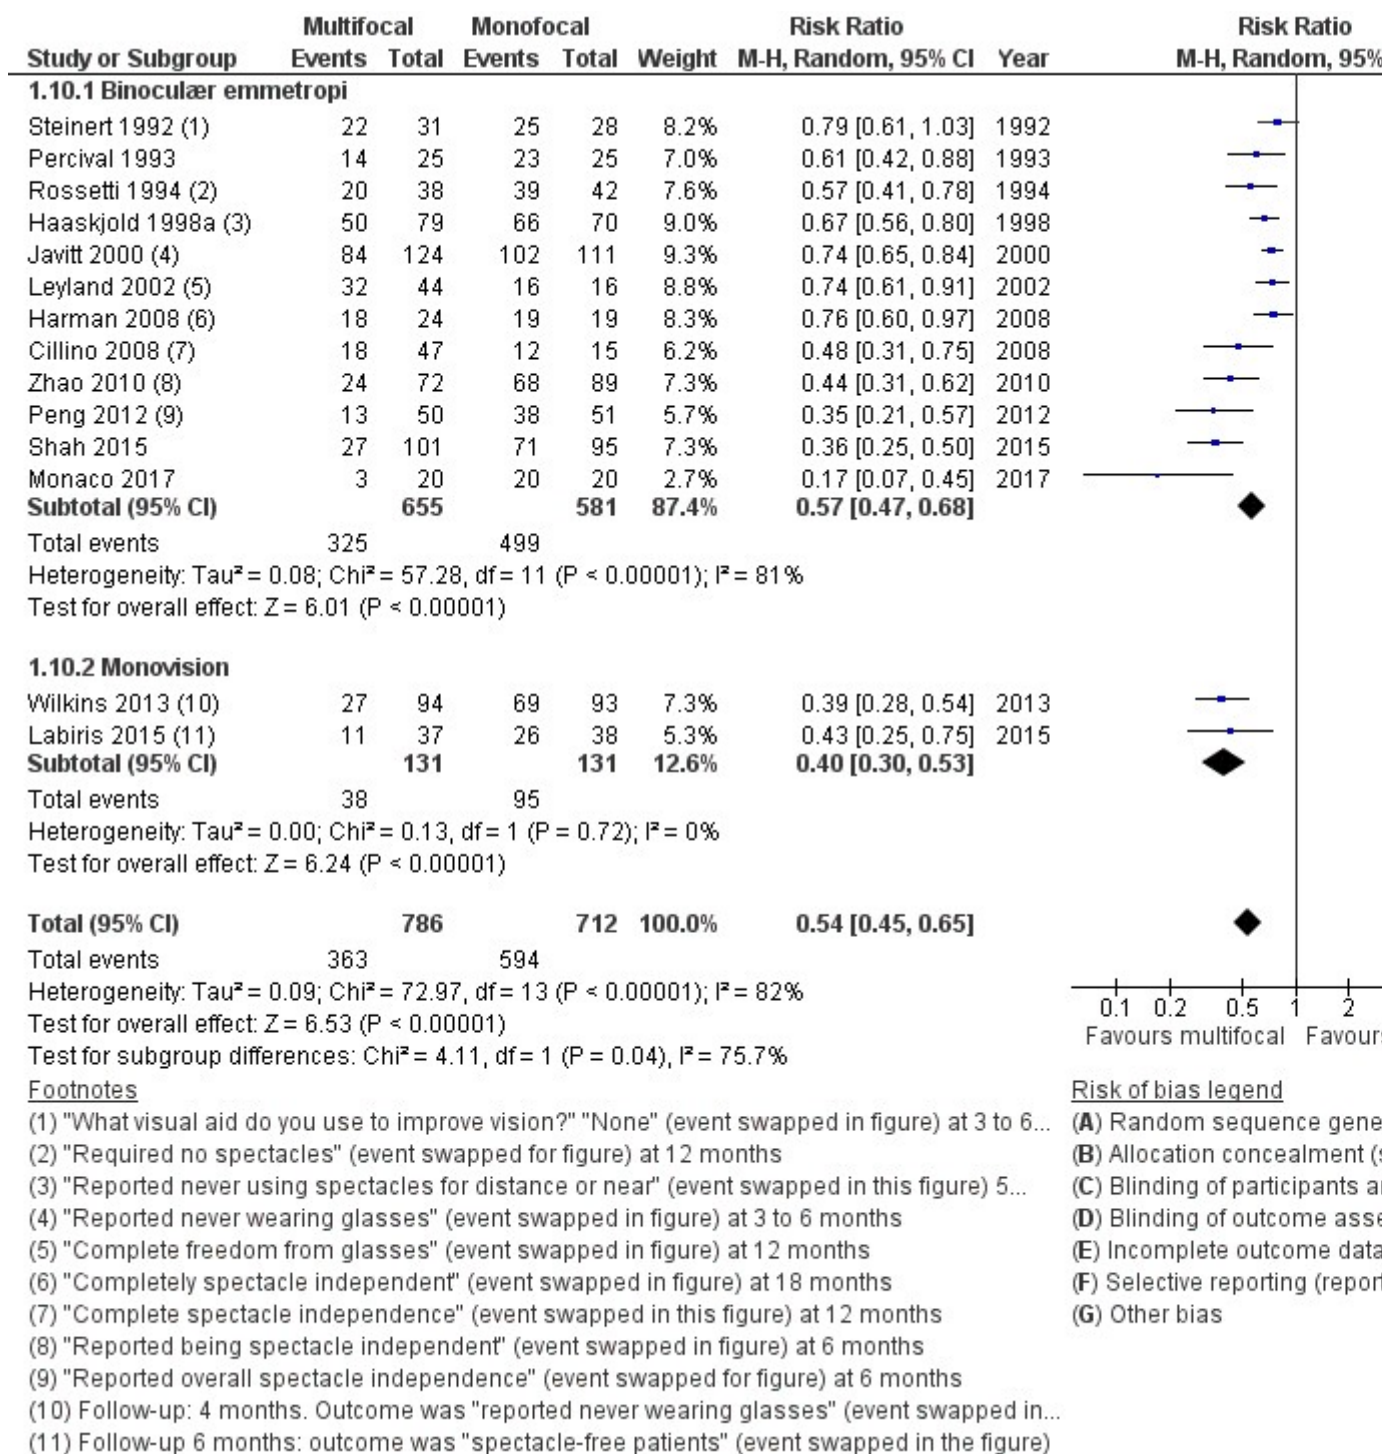 Multifocal Monofocal Risk Ratio Risk Ratio
Study or Subgroup Events Total Events Total Weight M-H, Random, 95% CI Year M-H, Random, 95%
1.10.1 Binoculær emmetropi
Steinert 1992 (1) 22 31 25 28 8.2% 0.79 [0.61, 1.03] 1992
Percival 1993 14 25 23 25 7.0% 0.61 [0.42, 0.88] 1993
Rossetti 1994 (2) 20 38 39 42 7.6% 0.57 [0.41, 0.78] 1994
Haaskjold 1998a (3) 50 79 66 70 9.0% 0.67 [0.56, 0.80] 1998
Javitt 2000 (4) 84 124 102 111 9.3% 0.74 [0.65, 0.84] 2000
Leyland 2002 (5) 32 44 16 16 8.8% 0.74 [0.61, 0.91] 2002
Harman 2008 (6) 18 24 19 19 8.3% 0.76 [0.60, 0.97] 2008
Cillino 2008 (7) 18 47 12 15 6.2% 0.48 [0.31, 0.75] 2008
Zhao 2010 (8) 24 72 68 89 7.3% 0.44 [0.31, 0.62] 2010
Peng 2012 (9) 13 50 38 51 5.7% 0.35 [0.21, 0.57] 2012
Shah 2015 27 101 71 95 7.3% 0.36 [0.25, 0.50] 2015
Monaco 2017 3 20 20 20 2.7% 0.17 [0.07, 0.45] 2017
Subtotal (95% CI) 655 581 87.4% 0.57 [0.47, 0.68]
Total events 325 499
Heterogeneity: Tau² = 0.08; Chi² = 57.28, df = 11 (P < 0.00001); I² = 81%
Test for overall effect: Z = 6.01 (P < 0.00001)
1.10.2 Monovision
Wilkins 2013 (10) 27 94 69 93 7.3% 0.39 [0.28, 0.54] 2013
Labiris 2015 (11) 11 37 26 38 5.3% 0.43 [0.25, 0.75] 2015
Subtotal (95% CI) 131 131 12.6% 0.40 [0.30, 0.53]
Total events 38 95
Heterogeneity: Tau² = 0.00; Chi² = 0.13, df = 1 (P = 0.72); I² = 0%
Test for overall effect: Z = 6.24 (P < 0.00001)
Total (95% CI) 786 712 100.0% 0.54 [0.45, 0.65]
Total events 363 594
Heterogeneity: Tau² = 0.09; Chi² = 72.97, df = 13 (P < 0.00001); I² = 82%
Test for overall effect: Z = 6.53 (P < 0.00001)
Test for subgroup differences: Chi² = 4.11, df = 1 (P = 0.04), I² = 75.7%
0.1 0.2 0.5 1 2
Favours multifocal Favours
Footnotes
(1) "What visual aid do you use to improve vision?" "None" (event swapped in figure) at 3 to 6...
(2) "Required no spectacles" (event swapped for figure) at 12 months
(3) "Reported never using spectacles for distance or near" (event swapped in this figure) 5...
(4) "Reported never wearing glasses" (event swapped in figure) at 3 to 6 months
(5) "Complete freedom from glasses" (event swapped in figure) at 12 months
(6) "Completely spectacle independent" (event swapped in figure) at 18 months
(7) "Complete spectacle independence" (event swapped in this figure) at 12 months
(8) "Reported being spectacle independent" (event swapped in figure) at 6 months
(9) "Reported overall spectacle independence" (event swapped for figure) at 6 months
(10) Follow-up: 4 months. Outcome was "reported never wearing glasses" (event swapped in...
(11) Follow-up 6 months: outcome was "spectacle-free patients" (event swapped in the figure)
Risk of bias legend
(A) Random sequence gene
(B) Allocation concealment (s
(C) Blinding of participants a
(D) Blinding of outcome asse
(E) Incomplete outcome data
(F) Selective reporting (report
(G) Other bias